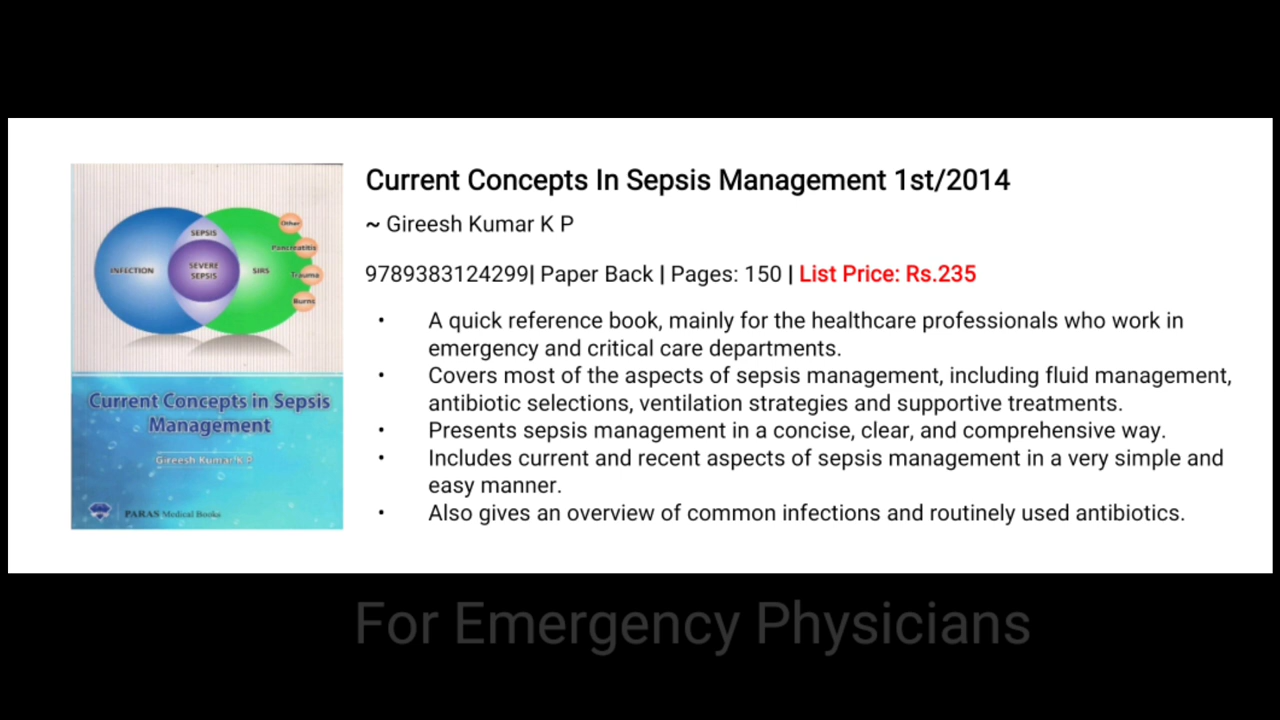 SEPSIS
INFECTION
SEVERE
SEPSIS
SIRS
Other
Pancreatitis
Trauma
Burns
Current Concepts in Sepsis
Management
Gireesh Kumar K P
PARAS Medical Books
Current Concepts In Sepsis Management 1st/2014
~ Gireesh Kumar K P
9789383124299| Paper Back | Pages: 150 | List Price: Rs.235
• A quick reference book, mainly for the healthcare professionals who work in
emergency and critical care departments.
• Covers most of the aspects of sepsis management, including fluid management,
antibiotic selections, ventilation strategies and supportive treatments.
• Presents sepsis management in a concise, clear, and comprehensive way.
• Includes current and recent aspects of sepsis management in a very simple and
easy manner.
• Also gives an overview of common infections and routinely used antibiotics.
For Emergency Physicians